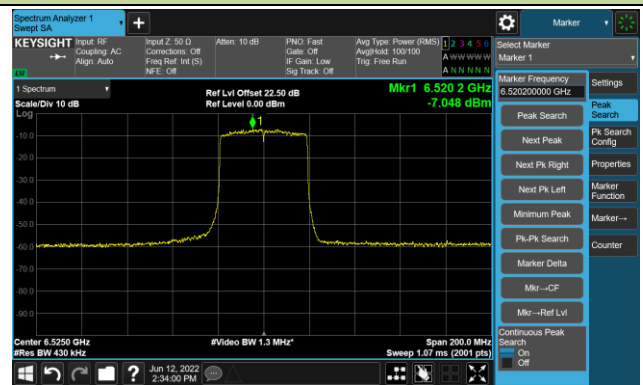 Spectrum Analyzer 1
Swept SA
+
Marker
KEYSIGHT
Input: RF
Coupling: AC
Align: Auto
Input Z: 50 Ω
Corrections: Off
Freq Ref: Int (S)
NFE: Off
Atten: 10 dB
PNO: Fast
Gate: Off
IF Gain: Low
Sig Track: Off
Avg Type: Power (RMS)
Avg|Hold: 100/100
Trig: Free Run
1 2 3 4 5 6
A W W W W W
A N N N N N
LXI
Select Marker
Marker 1
1 Spectrum
Scale/Div 10 dB
Log
Ref Lvl Offset 22.50 dB
Ref Level 0.00 dBm
Mkr1 6.520 2 GHz
-7.048 dBm
1
-10.0
-20.0
-30.0
-40.0
-50.0
-60.0
-70.0
-80.0
-90.0
Center 6.5250 GHz
#Res BW 430 kHz
#Video BW 1.3 MHz*
Span 200.0 MHz
Sweep 1.07 ms (2001 pts)
Marker Frequency
6.520200000 GHz
Peak Search
Next Peak
Next Pk Right
Next Pk Left
Minimum Peak
Pk-Pk Search
Marker Delta
Mkr→CF
Mkr→Ref Lvl
Continuous Peak
Search
On
Off
Settings
Peak
Search
Pk Search
Config
Properties
Marker
Function
Marker→
Counter
?
Jun 12, 2022
2:34:00 PM